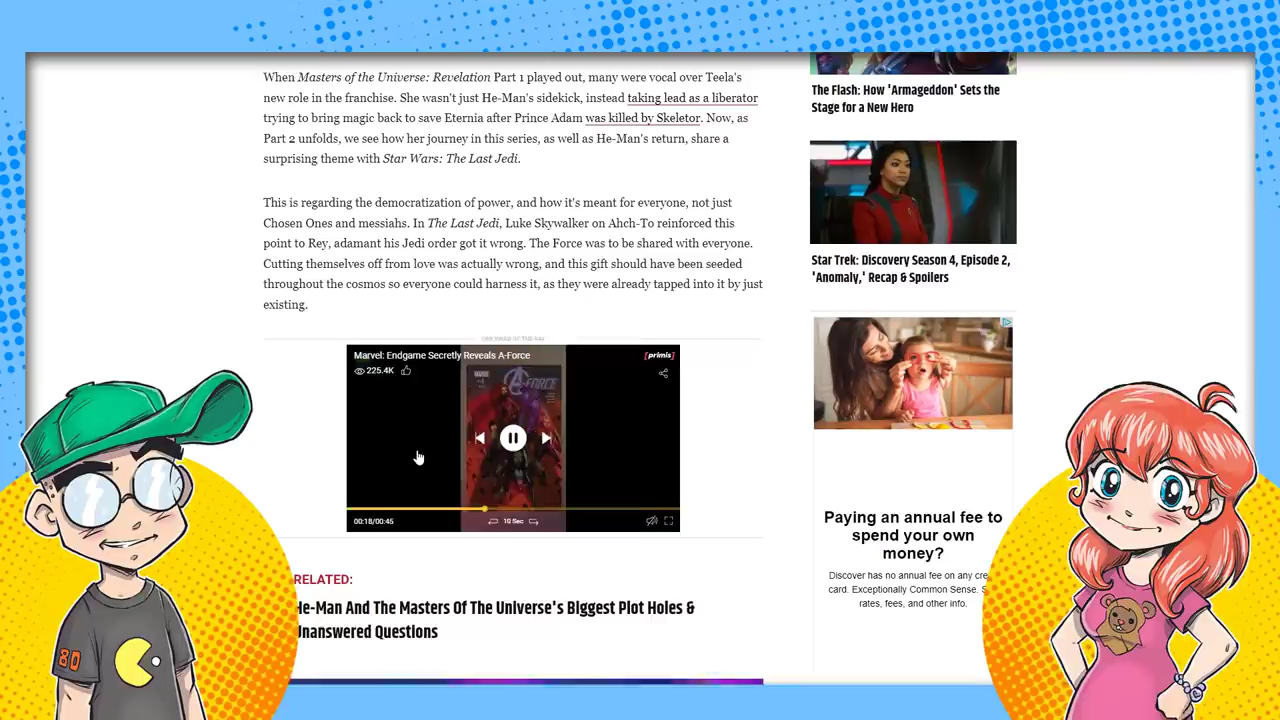 When Masters of the Universe: Revelation Part 1 played out, many were vocal over Teela's
new role in the franchise. She wasn't just He-Man's sidekick, instead taking lead as a liberator
trying to bring magic back to save Eternia after Prince Adam was killed by Skeletor. Now, as
Part 2 unfolds, we see how her journey in this series, as well as He-Man's return, share a
surprising theme with Star Wars: The Last Jedi.
This is regarding the democratization of power, and how it's meant for everyone, not just
Chosen Ones and messiahs. In The Last Jedi, Luke Skywalker on Ahch-To reinforced this
point to Rey, adamant his Jedi order got it wrong. The Force was to be shared with everyone.
Cutting themselves off from love was actually wrong, and this gift should have been seeded
throughout the cosmos so everyone could harness it, as they were already tapped into it by just
existing.
Marvel: Endgame Secretly Reveals A-Force
[primis]
225.4K
MARVEL
A-FORCE
00:18/00:45
10 Sec
RELATED:
He-Man And The Masters Of The Universe's Biggest Plot Holes &
Unanswered Questions
The Flash: How 'Armageddon' Sets the
Stage for a New Hero
Star Trek: Discovery Season 4, Episode 2,
'Anomaly,' Recap & Spoilers
Paying an annual fee to
spend your own
money?
Discover has no annual fee on any cre
card. Exceptionally Common Sense. S
rates, fees, and other info.
80